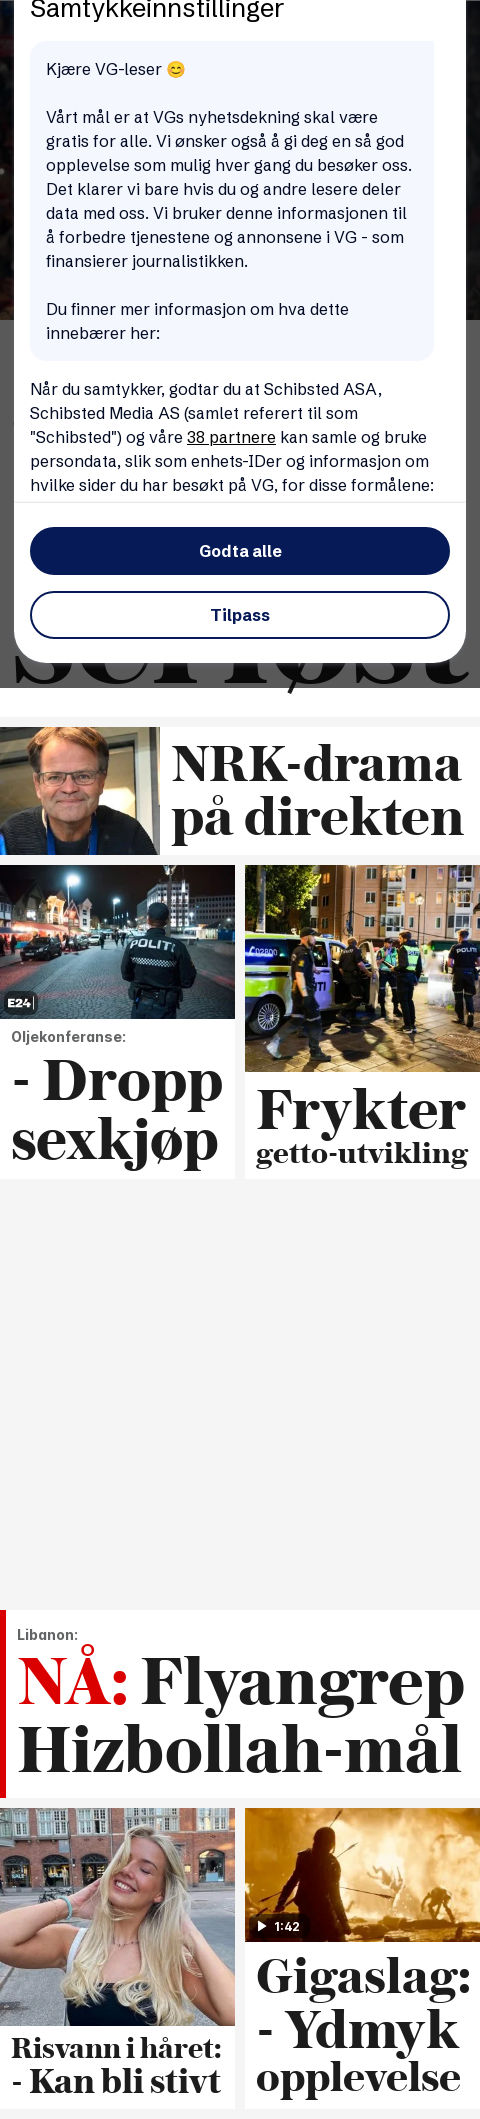 Samtykkeinnstillinger
Kjære VG-leser 😊
Vårt mål er at VGs nyhetsdekning skal være
gratis for alle. Vi ønsker også å gi deg en så god
opplevelse som mulig hver gang du besøker oss.
Det klarer vi bare hvis du og andre lesere deler
data med oss. Vi bruker denne informasjonen til
å forbedre tjenestene og annonsene i VG - som
finansierer journalistikken.
Du finner mer informasjon om hva dette
innebærer her:
Når du samtykker, godtar du at Schibsted ASA,
Schibsted Media AS (samlet referert til som
"Schibsted") og våre 38 partnere kan samle og bruke
persondata, slik som enhets-IDer og informasjon om
hvilke sider du har besøkt på VG, for disse formålene:
Godta alle
Tilpass
NRK-drama
på direkten
POLITI
E24
Oljekonferanse:
- Dropp
sexkjøp
02800
POLITI
Frykter
getto-utvikling
Libanon:
NÅ: Flyangrep
Hizbollah-mål
Risvann i håret:
- Kan bli stivt
1:42
Gigaslag:
- Ydmyk
opplevelse